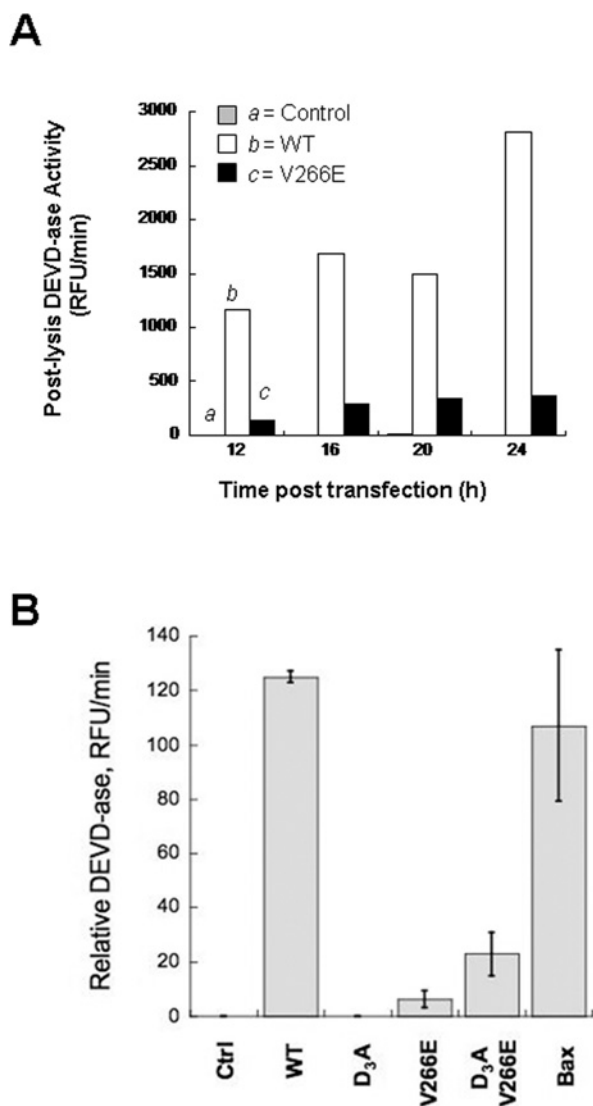 A
Post-lysis DEVD-ase Activity
(RFU/min)
3000
2500
2000
1500
1000
500
0
a = Control
b = WT
c = V266E
a
b
c
12
16
20
24
Time post transfection (h)
B
Relative DEVD-ase, RFU/min
140
120
100
80
60
40
20
0
Ctrl
WT
D₃A
V266E
D₃A
V266E
Bax